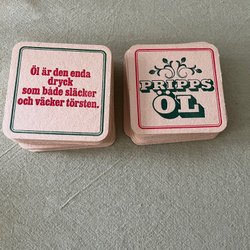 Öl är den enda
dryck
som både släcker
och väcker törsten.
PRIPPS
ÖL